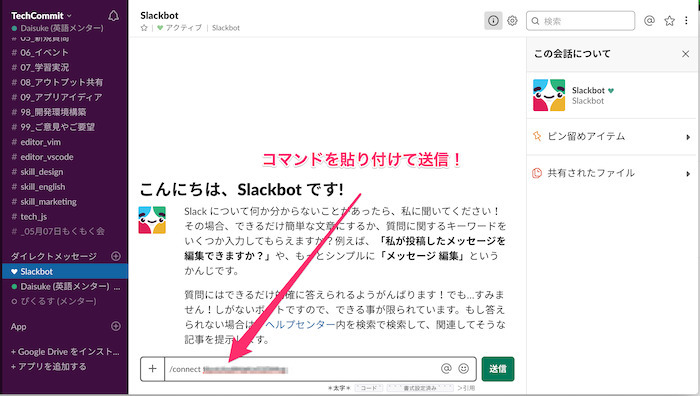 TechCommit
Daisuke (英語メンター)
# 05_新規質問
# 06_イベント
# 07_学習実況
# 08_アウトプット共有
# 09_アプリアイディア
# 98_開発環境構築
# 99_ご意見やご要望
# editor_vim
# editor_vscode
# skill_design
# skill_english
# skill_marketing
# tech_js
# _05月07日もくもく会
ダイレクトメッセージ
Slackbot
Daisuke (英語メンター) ...
ぴくるす (メンター)
App
+ Google Drive をインスト...
+ アプリを追加する
Slackbot
アクティブ | Slackbot
検索
コマンドを貼り付けて送信！
こんにちは、Slackbot です!
Slack について何か分からないことがあったら、私に聞いてください！
その場合、できるだけ簡単な文章にするか、質問に関するキーワードを
いくつか入力してもらえますか？例えば、「私が投稿したメッセージを
編集できますか？」や、もっとシンプルに「メッセージ 編集」という
かんじです。
質問にはできるだけ的確に答えられるようがんばります！でも...すみま
せん！しがないボットですので、できる事が限られています。もし答え
られない場合は、ヘルプセンター内を検索で検索して、関連してそうな
記事を提示します。
/connect
送信
*太字* `コード` ```書式設定済み``` >引用
この会話について
Slackbot
Slackbot
ピン留めアイテム
共有されたファイル